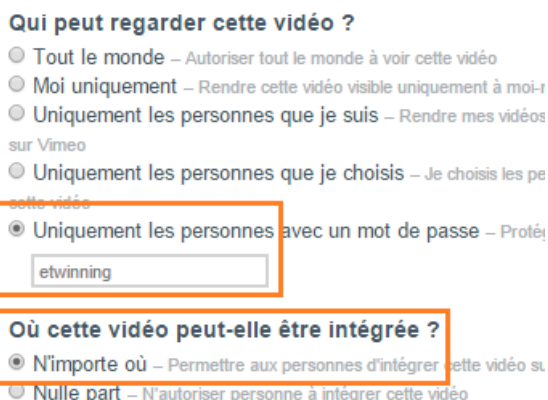 Qui peut regarder cette vidéo ?
Tout le monde – Autoriser tout le monde à voir cette vidéo
Moi uniquement – Rendre cette vidéo visible uniquement à moi-
Uniquement les personnes que je suis – Rendre mes vidéos
sur Vimeo
Uniquement les personnes que je choisis – Je choisis les pe
cette vidéo
Uniquement les personnes avec un mot de passe – Protég
etwinning
Où cette vidéo peut-elle être intégrée ?
N'importe où – Permettre aux personnes d'intégrer cette vidéo su
Nulle part – N'autoriser personne à intégrer cette vidéo